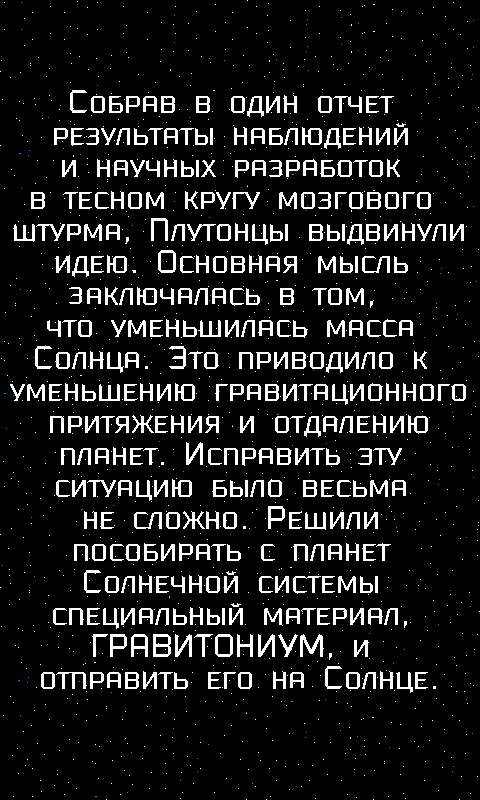 Собрав в один отчет
результаты наблюдений
и научных разработок
в тесном кругу мозгового
штурма, Плутонцы выдвинули
идею. Основная мысль
заключалась в том,
что уменьшилась масса
Солнца. Это приводило к
уменьшению гравитационного
притяжения и отдалению
планет. Исправить эту
ситуацию было весьма
не сложно. Решили
пособирать с планет
Солнечной системы
специальный материал,
ГРАВИТОНИУМ, и
отправить его на Солнце.